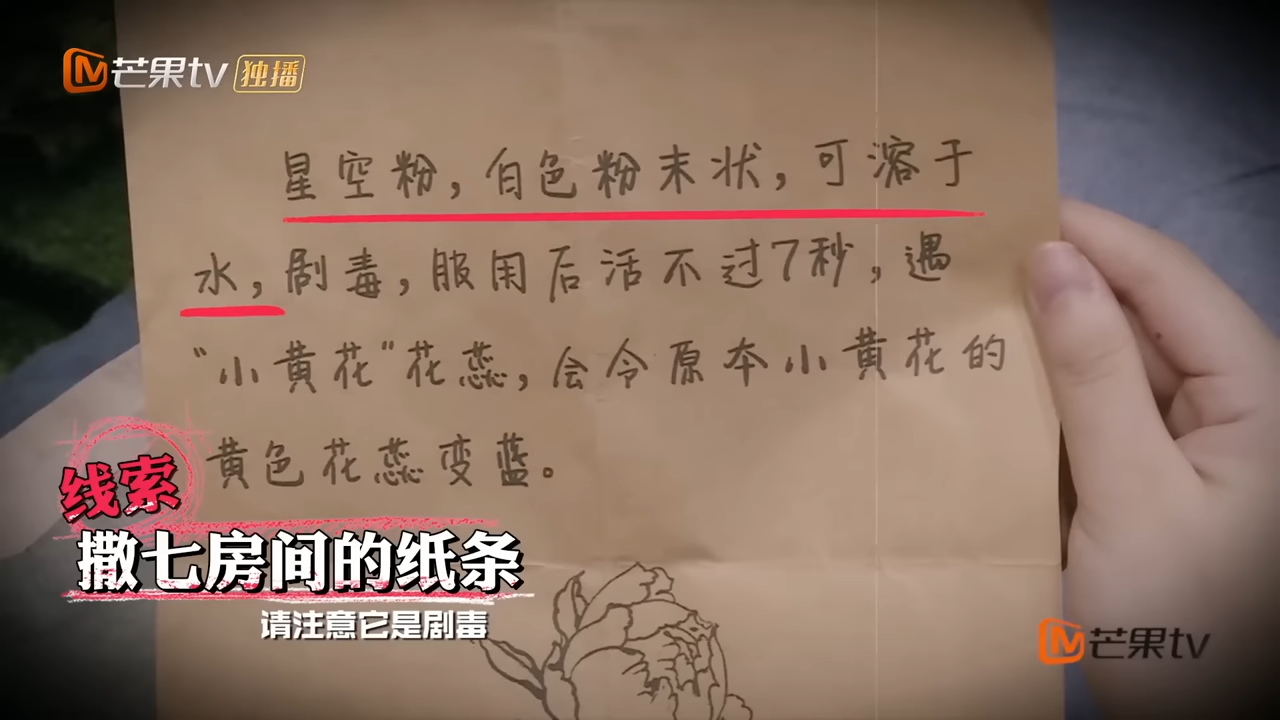 芒果tv 独播
星空粉，白色粉末状，可溶于
水，剧毒，服用后活不过7秒，遇
“小黄花”花蕊，会令原本小黄花的
黄色花蕊变蓝。
线索
撒七房间的纸条
请注意它是剧毒
芒果tv